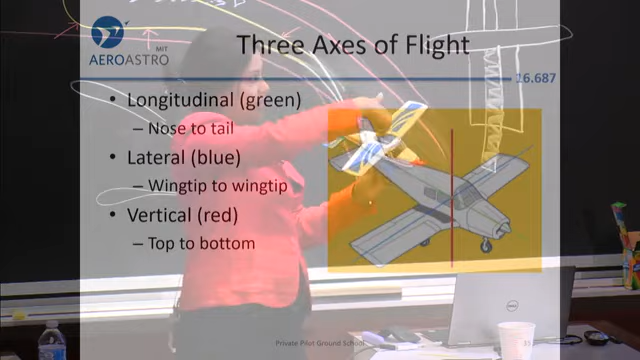 MIT
AEROASTRO
Three Axes of Flight
16.687
• Longitudinal (green)
– Nose to tail
• Lateral (blue)
– Wingtip to wingtip
• Vertical (red)
– Top to bottom
DELL
Private Pilot Ground School